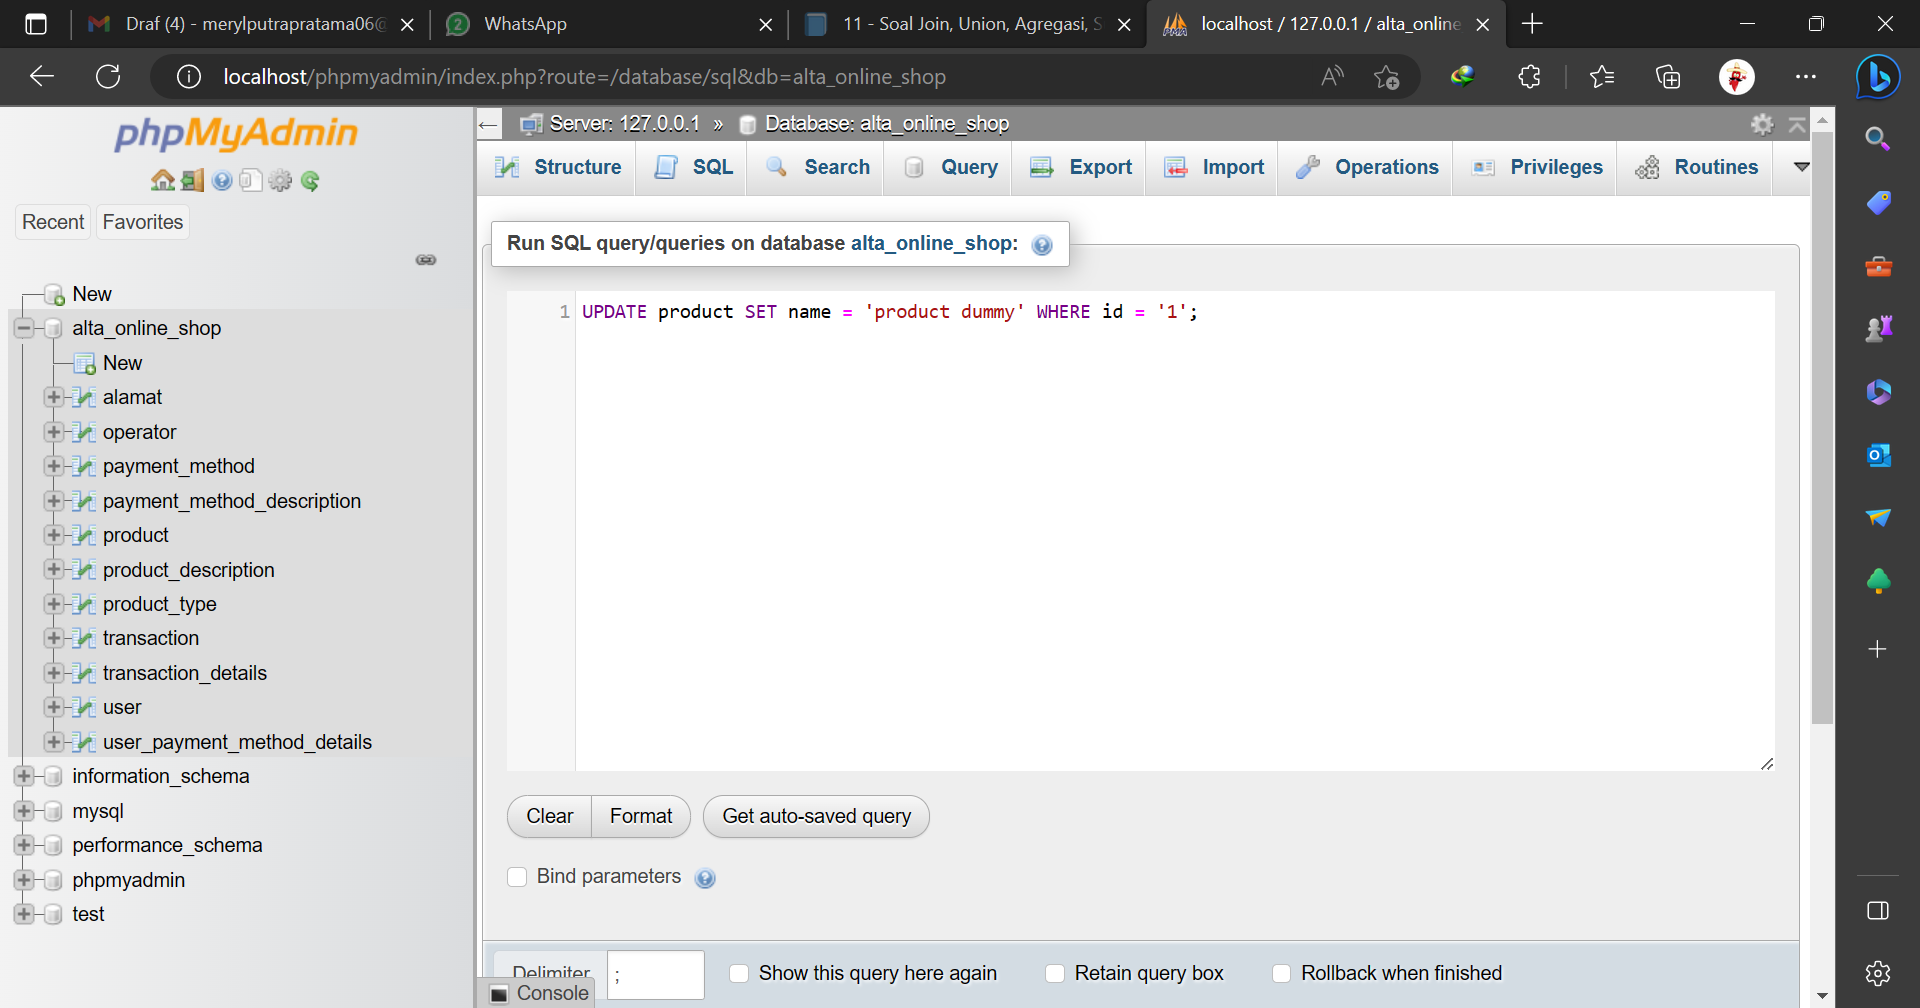 Draf (4) - merylputrapratama06@
2
WhatsApp
11 - Soal Join, Union, Agregasi, S
PMA
localhost / 127.0.0.1 / alta_online
localhost/phpmyadmin/index.php?route=/database/sql&db=alta_online_shop
phpMyAdmin
Recent
Favorites
New
alta_online_shop
New
alamat
operator
payment_method
payment_method_description
product
product_description
product_type
transaction
transaction_details
user
user_payment_method_details
information_schema
mysql
performance_schema
phpmyadmin
test
Server: 127.0.0.1 » Database: alta_online_shop
Structure
SQL
Search
Query
Export
Import
Operations
Privileges
Routines
Run SQL query/queries on database alta_online_shop:
1 UPDATE product SET name = 'product dummy' WHERE id = '1';
Clear
Format
Get auto-saved query
Bind parameters
Delimiter
;
Show this query here again
Retain query box
Rollback when finished
Console